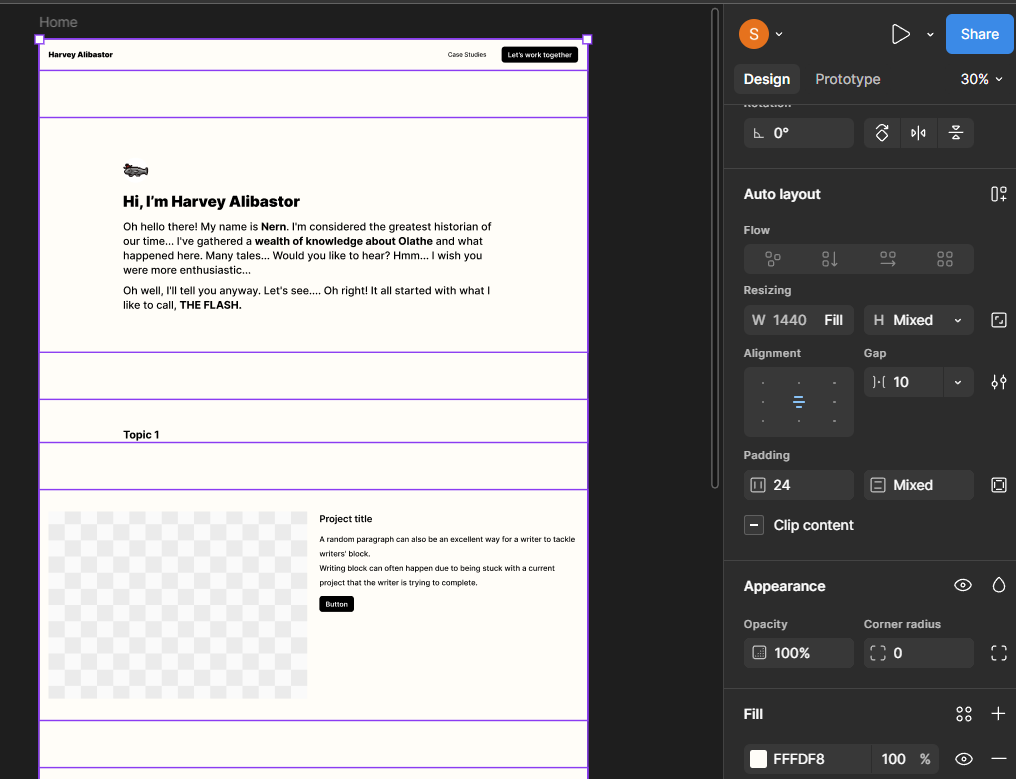 Home
Harvey Alibastor
Case Studies
Let's work together
Hi, I'm Harvey Alibastor
Oh hello there! My name is Nern. I'm considered the greatest historian of
our time... I've gathered a wealth of knowledge about Olathe and what
happened here. Many tales... Would you like to hear? Hmm... I wish you
were more enthusiastic...
Oh well, I'll tell you anyway. Let's see.... Oh right! It all started with what I
like to call, THE FLASH.
Topic 1
Project title
A random paragraph can also be an excellent way for a writer to tackle
writers' block.
Writing block can often happen due to being stuck with a current
project that the writer is trying to complete.
Button
S
Share
Design
Prototype
30%
Rotation
0°
Auto layout
Flow
Resizing
W 1440 Fill
H Mixed
Alignment
Gap
10
Padding
24
Mixed
Clip content
Appearance
Opacity
Corner radius
100%
0
Fill
FFFDF8
100 %